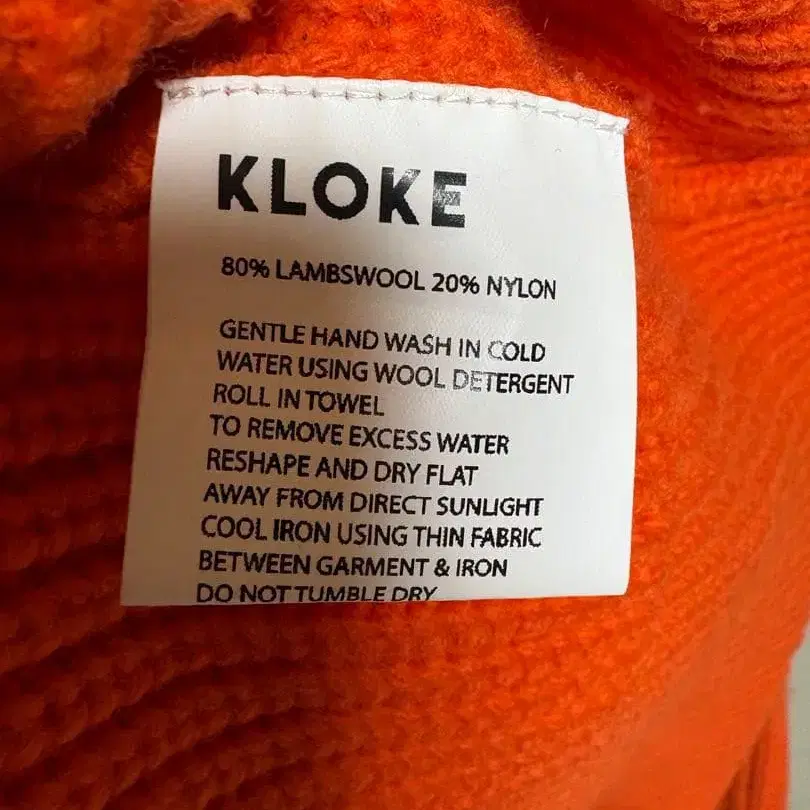 KLOKE
80% LAMBSWOOL 20% NYLON
GENTLE HAND WASH IN COLD
WATER USING WOOL DETERGENT
ROLL IN TOWEL
TO REMOVE EXCESS WATER
RESHAPE AND DRY FLAT
AWAY FROM DIRECT SUNLIGHT
COOL IRON USING THIN FABRIC
BETWEEN GARMENT & IRON
DO NOT TUMBLE DRY